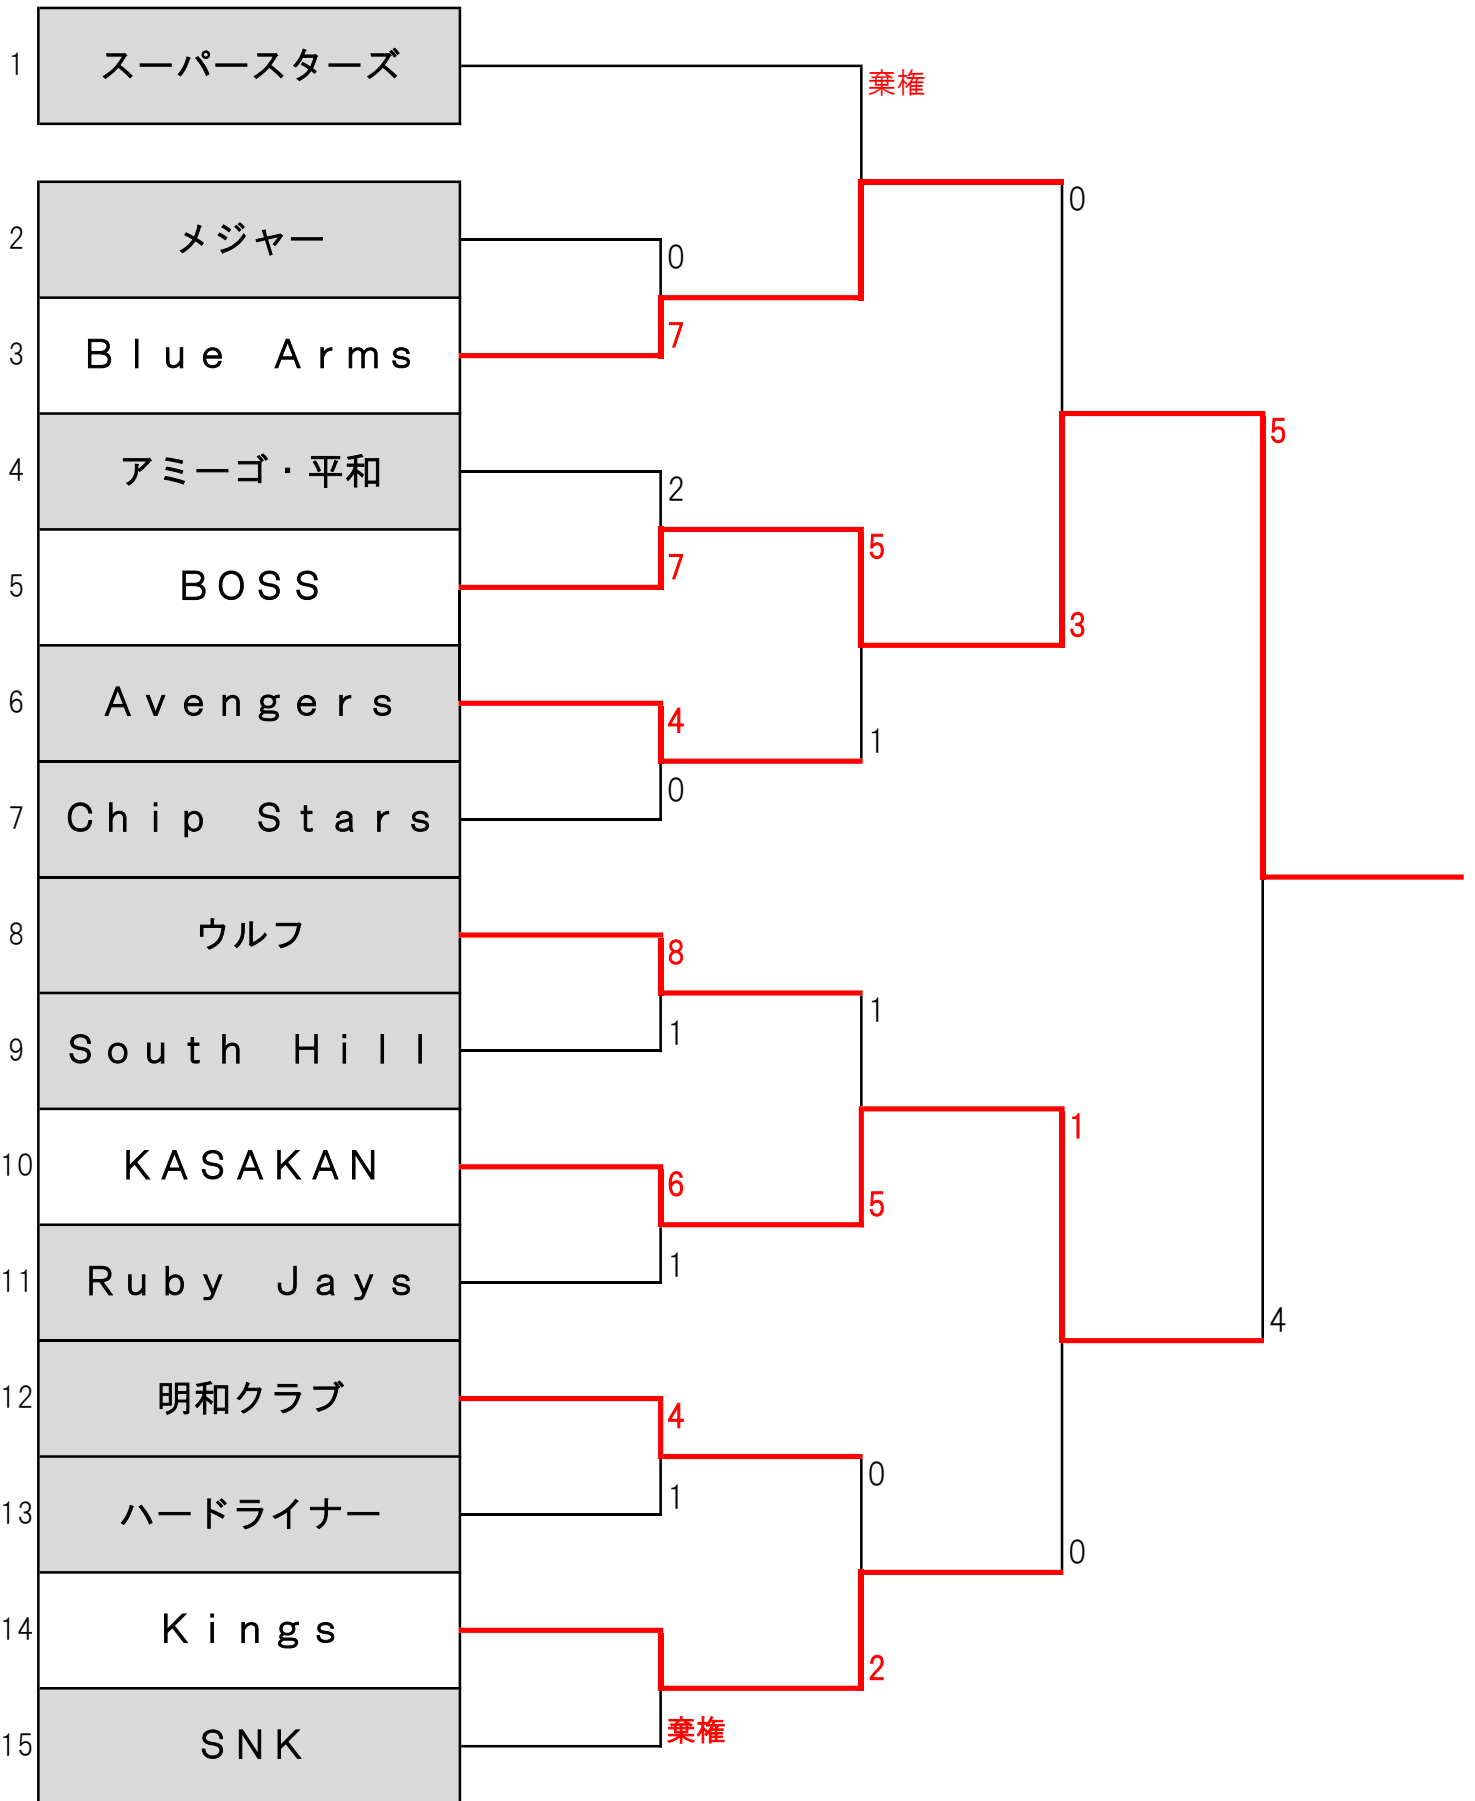 1 スーパースターズ
棄権
0
2 メジャー
0
7
3 Ｂｌｕｅ　Ａｒｍｓ
5
4 アミーゴ・平和
2
5
7
5 ＢＯＳＳ
3
6 Ａｖｅｎｇｅｒｓ
4
1
0
7 Ｃｈｉｐ　Ｓｔａｒｓ
8 ウルフ
8
1
1
9 Ｓｏｕｔｈ　Ｈｉｌｌ
1
10 ＫＡＳＡＫＡＮ
6
5
1
11 Ｒｕｂｙ　Ｊａｙｓ
4
12 明和クラブ
4
0
1
13 ハードライナー
0
14 Ｋｉｎｇｓ
2
棄権
15 ＳＮＫ